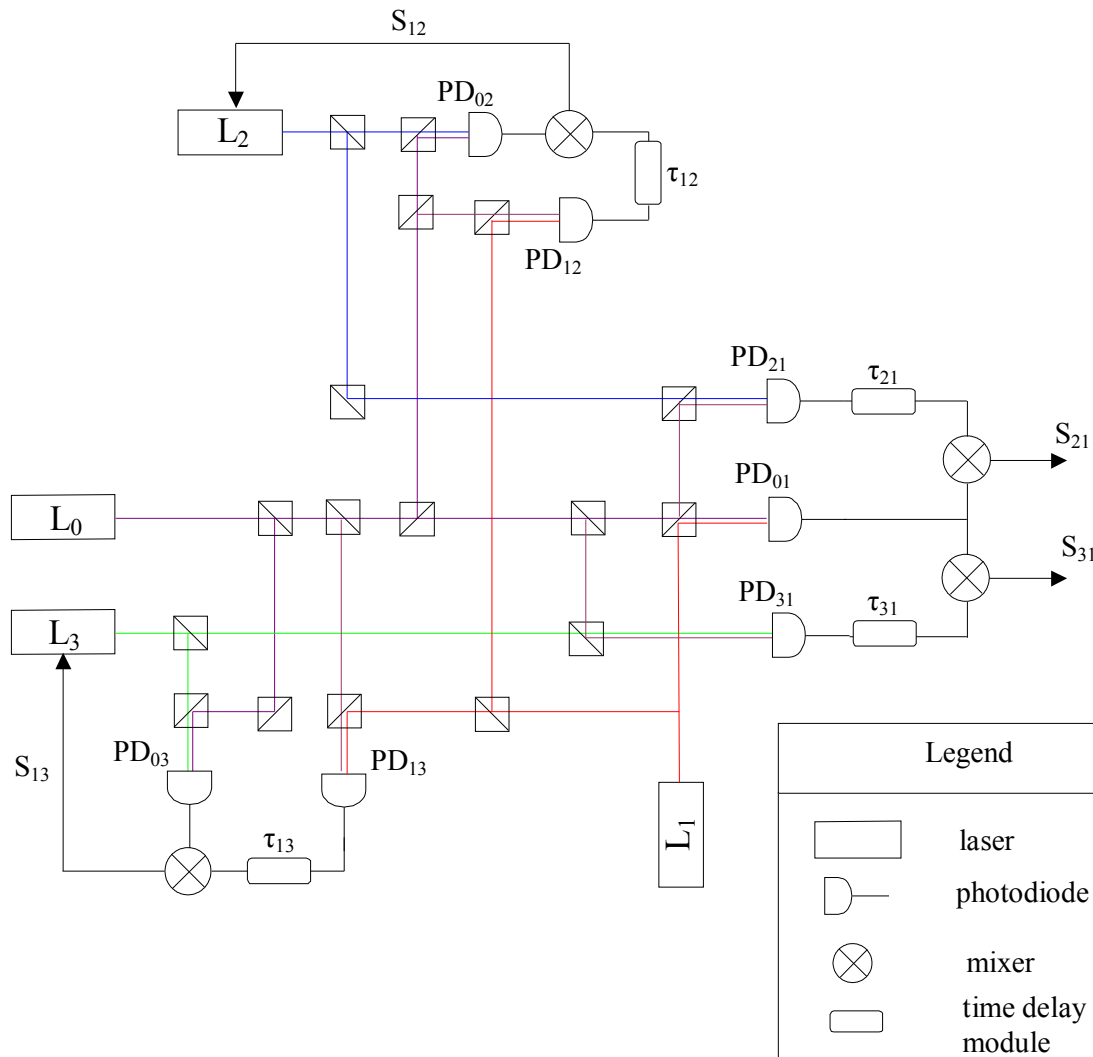 S₁₂
PD₀₂
L₂
τ₁₂
PD₁₂
PD₂₁
τ₂₁
S₂₁
PD₀₁
L₀
S₃₁
PD₃₁
τ₃₁
L₃
PD₀₃
PD₁₃
S₁₃
τ₁₃
L₁
Legend
laser
photodiode
mixer
time delay
module